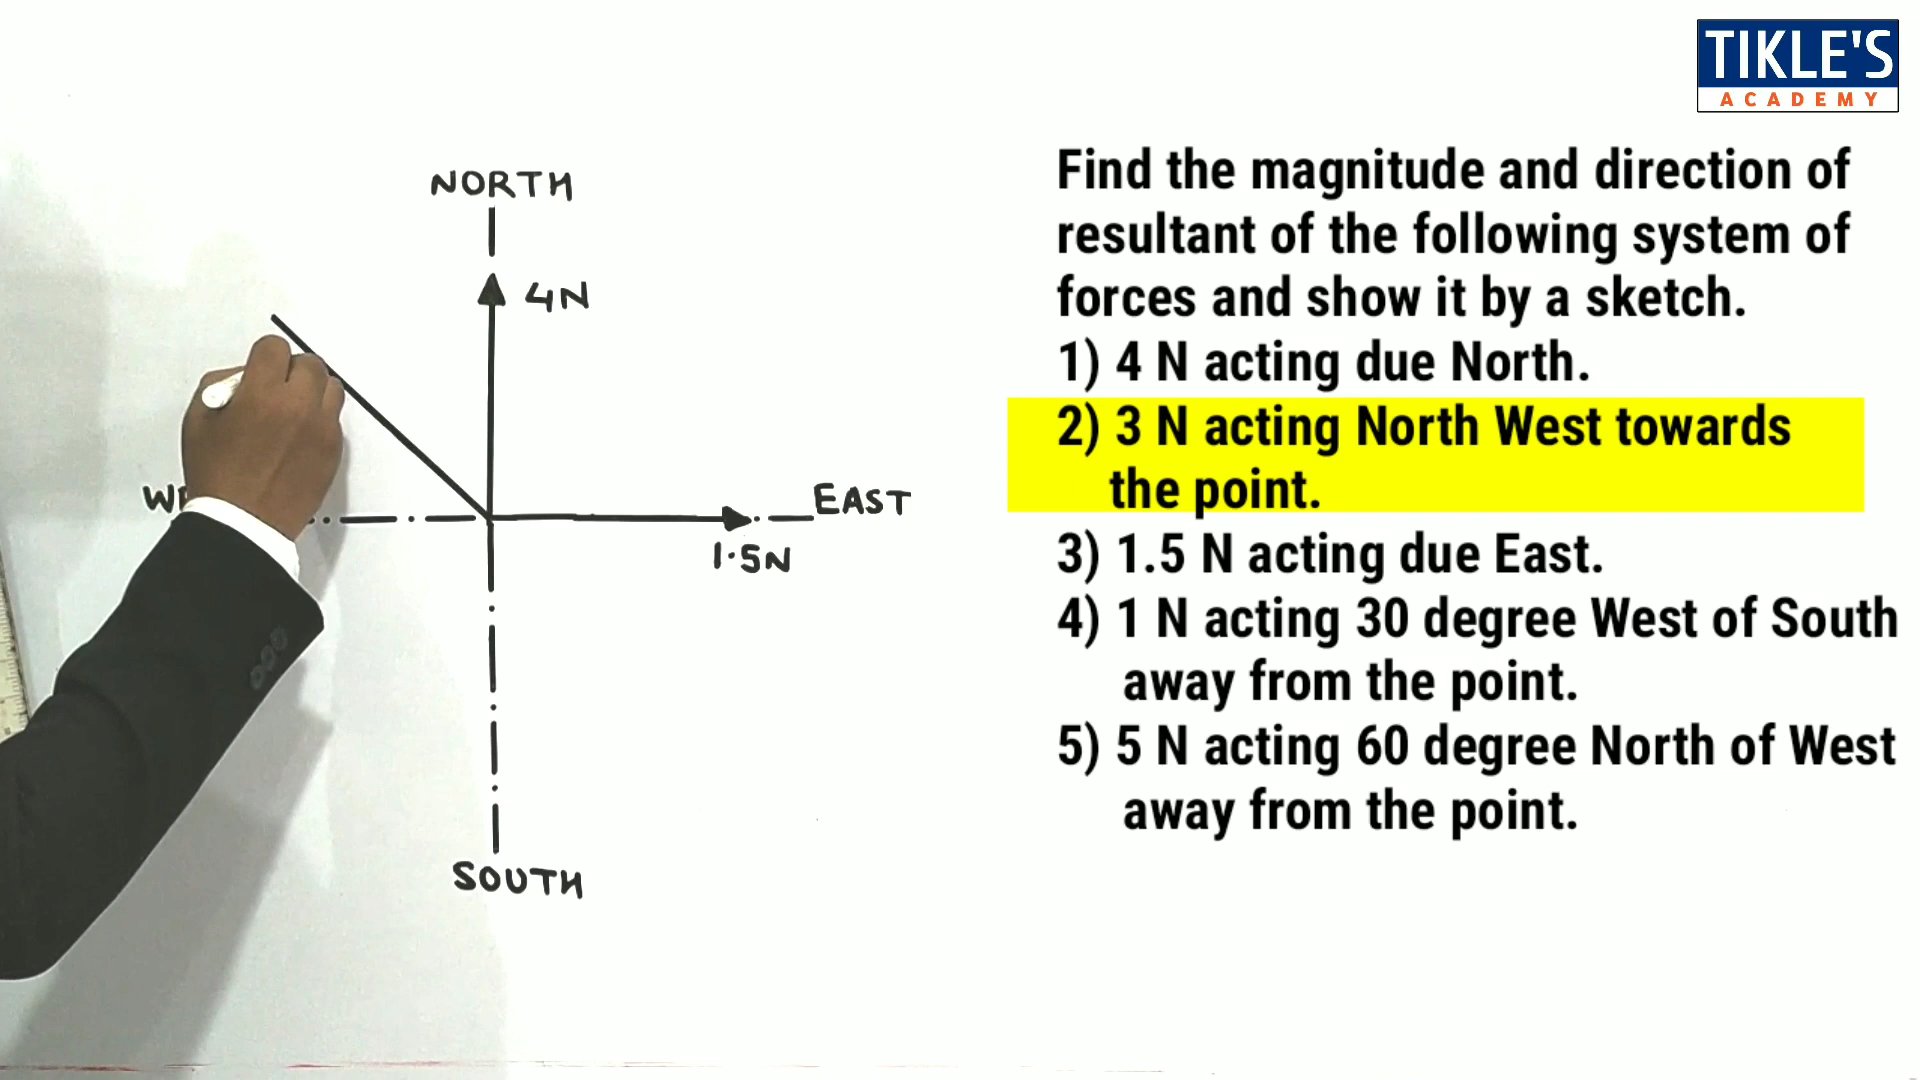 TIKLE'S
ACADEMY
Find the magnitude and direction of
resultant of the following system of
forces and show it by a sketch.
1) 4 N acting due North.
2) 3 N acting North West towards
the point.
3) 1.5 N acting due East.
4) 1 N acting 30 degree West of South
away from the point.
5) 5 N acting 60 degree North of West
away from the point.
NORTH
4N
EAST
1.5N
SOUTH